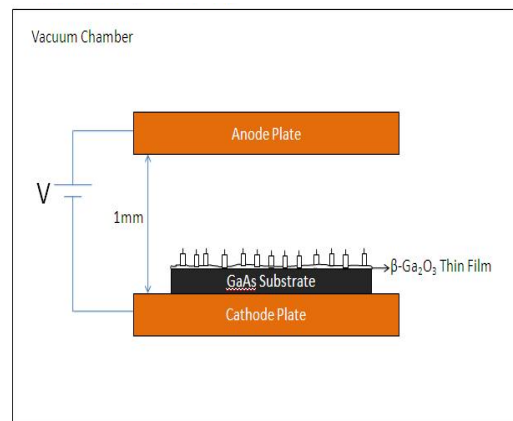 Vacuum Chamber
Anode Plate
V
1mm
β-Ga₂O₃ Thin Film
GaAs Substrate
Cathode Plate